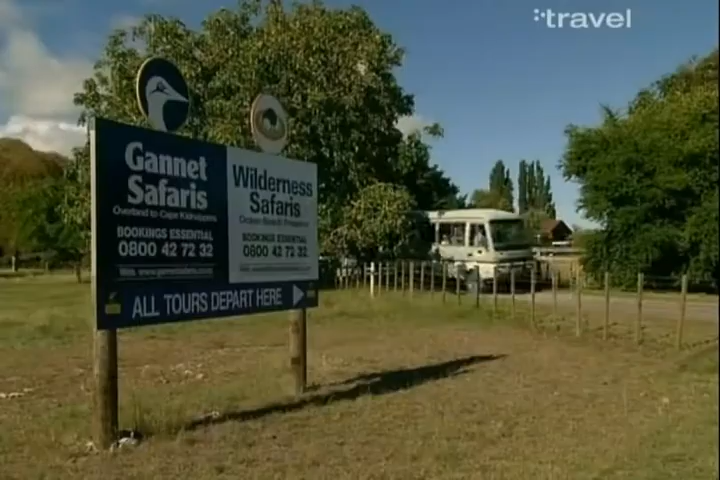 travel
Gannet
Safaris
Overland to Cape Kidnappers
BOOKINGS ESSENTIAL
0800 42 72 32
Wilderness
Safaris
BOOKING ESSENTIAL
0800 42 72 32
ALL TOURS DEPART HERE